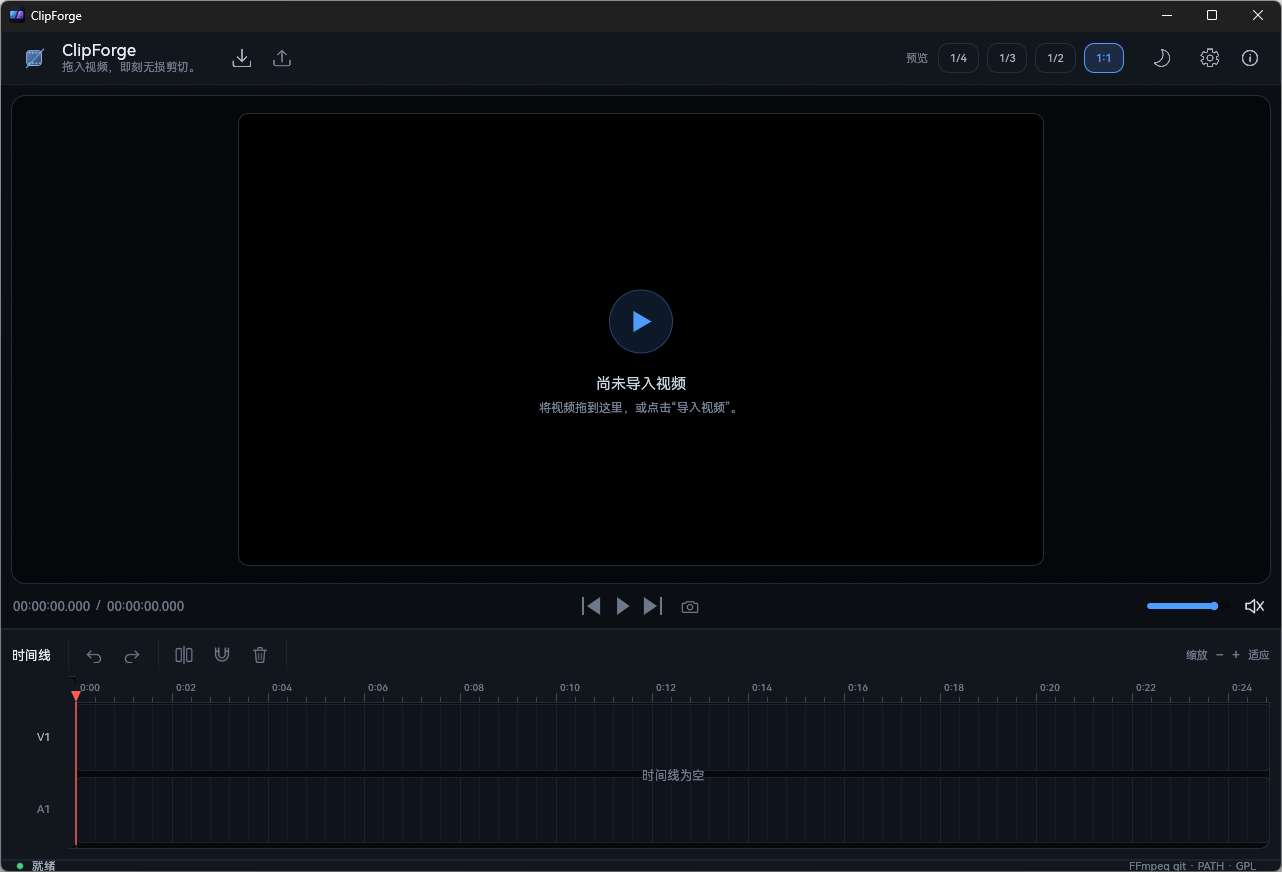 ClipForge
ClipForge
拖入视频，即刻无损剪切。
预览 1/4 1/3 1/2 1:1
尚未导入视频
将视频拖到这里，或点击“导入视频”。
00:00:00.000 / 00:00:00.000
时间线
缩放 − + 适应
0:00 0:02 0:04 0:06 0:08 0:10 0:12 0:14 0:16 0:18 0:20 0:22 0:24
V1
时间线为空
A1
就绪
FFmpeg git · PATH · GPL